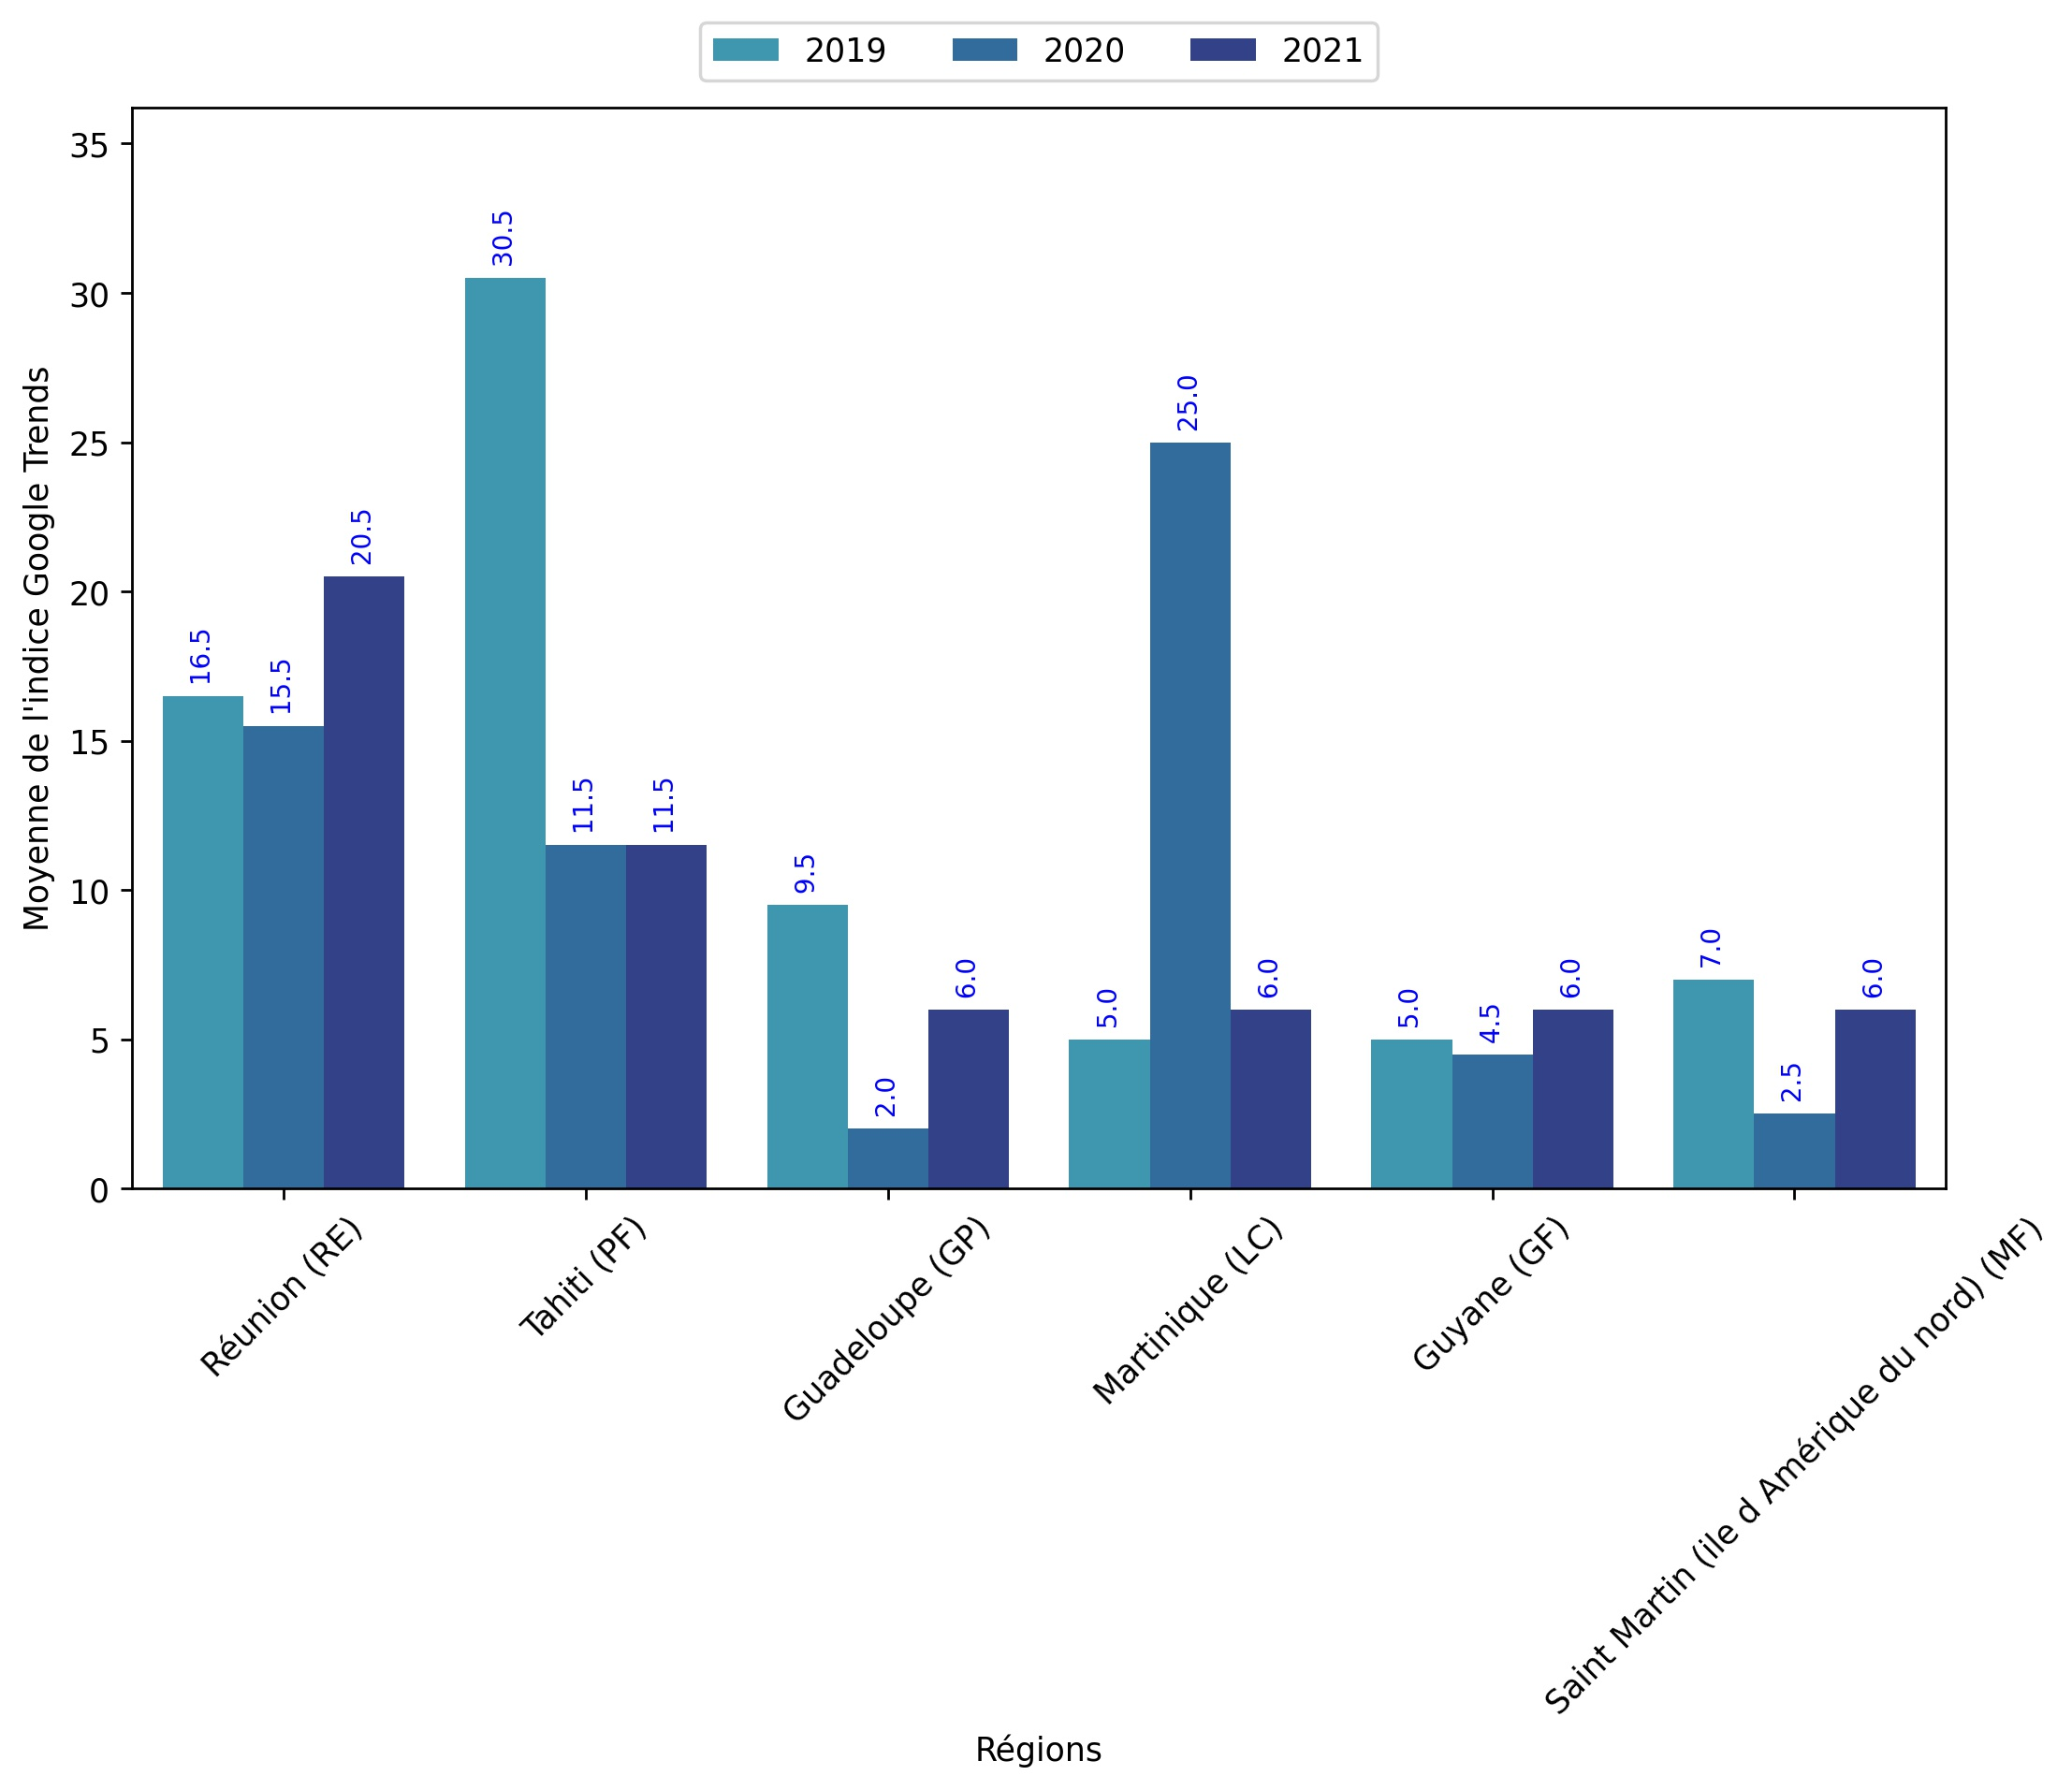 2019 2020 2021
Moyenne de l'indice Google Trends
35
30
25
20
15
10
5
0
16.5 15.5 20.5
30.5 11.5 11.5
9.5 2.0 6.0
5.0 25.0 6.0
5.0 4.5 6.0
7.0 2.5 6.0
Réunion (RE)
Tahiti (PF)
Guadeloupe (GP)
Martinique (LC)
Guyane (GF)
Saint Martin (ile d Amérique du nord) (MF)
Régions